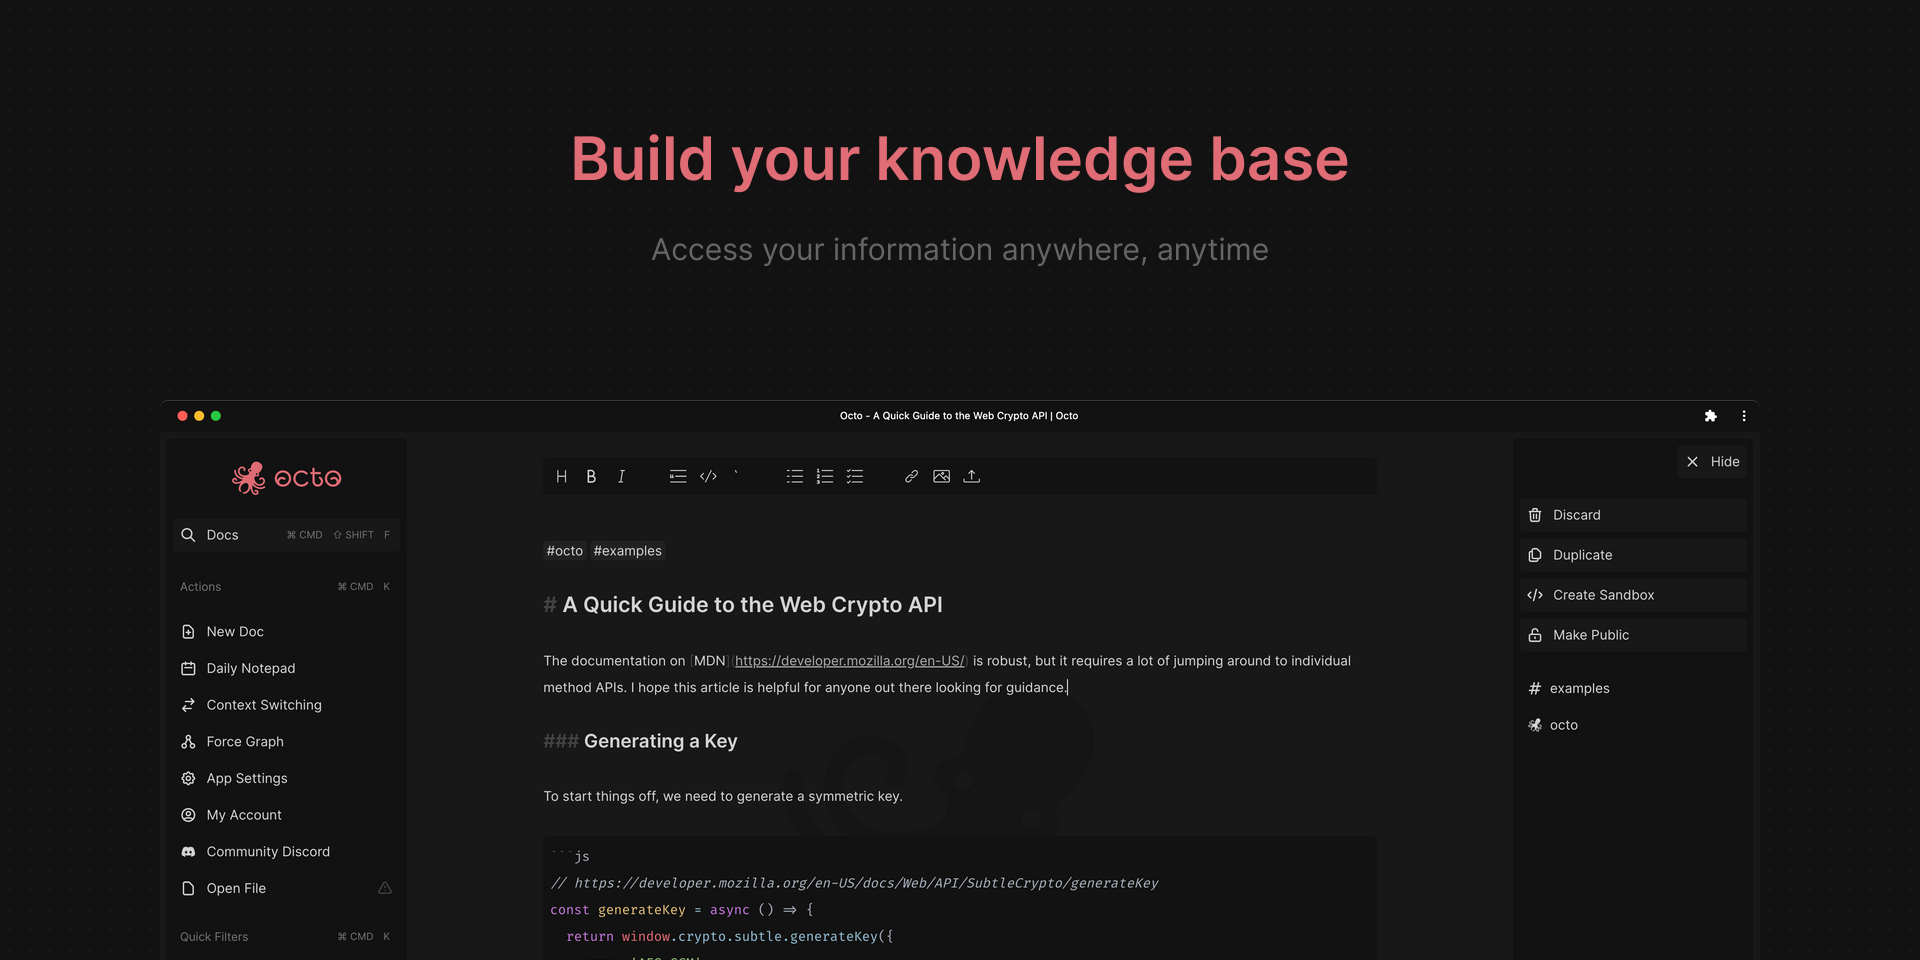 Build your knowledge base
Access your information anywhere, anytime
Octo - A Quick Guide to the Web Crypto API | Octo
octo
Docs ⌘ CMD ⇧ SHIFT F
Actions ⌘ CMD K
New Doc
Daily Notepad
Context Switching
Force Graph
App Settings
My Account
Community Discord
Open File
Quick Filters ⌘ CMD K
H B I
#octo #examples
# A Quick Guide to the Web Crypto API
The documentation on [MDN](https://developer.mozilla.org/en-US/) is robust, but it requires a lot of jumping around to individual
method APIs. I hope this article is helpful for anyone out there looking for guidance.
### Generating a Key
To start things off, we need to generate a symmetric key.
```js
// https://developer.mozilla.org/en-US/docs/Web/API/SubtleCrypto/generateKey
const generateKey = async () => {
return window.crypto.subtle.generateKey({
Hide
Discard
Duplicate
Create Sandbox
Make Public
# examples
octo